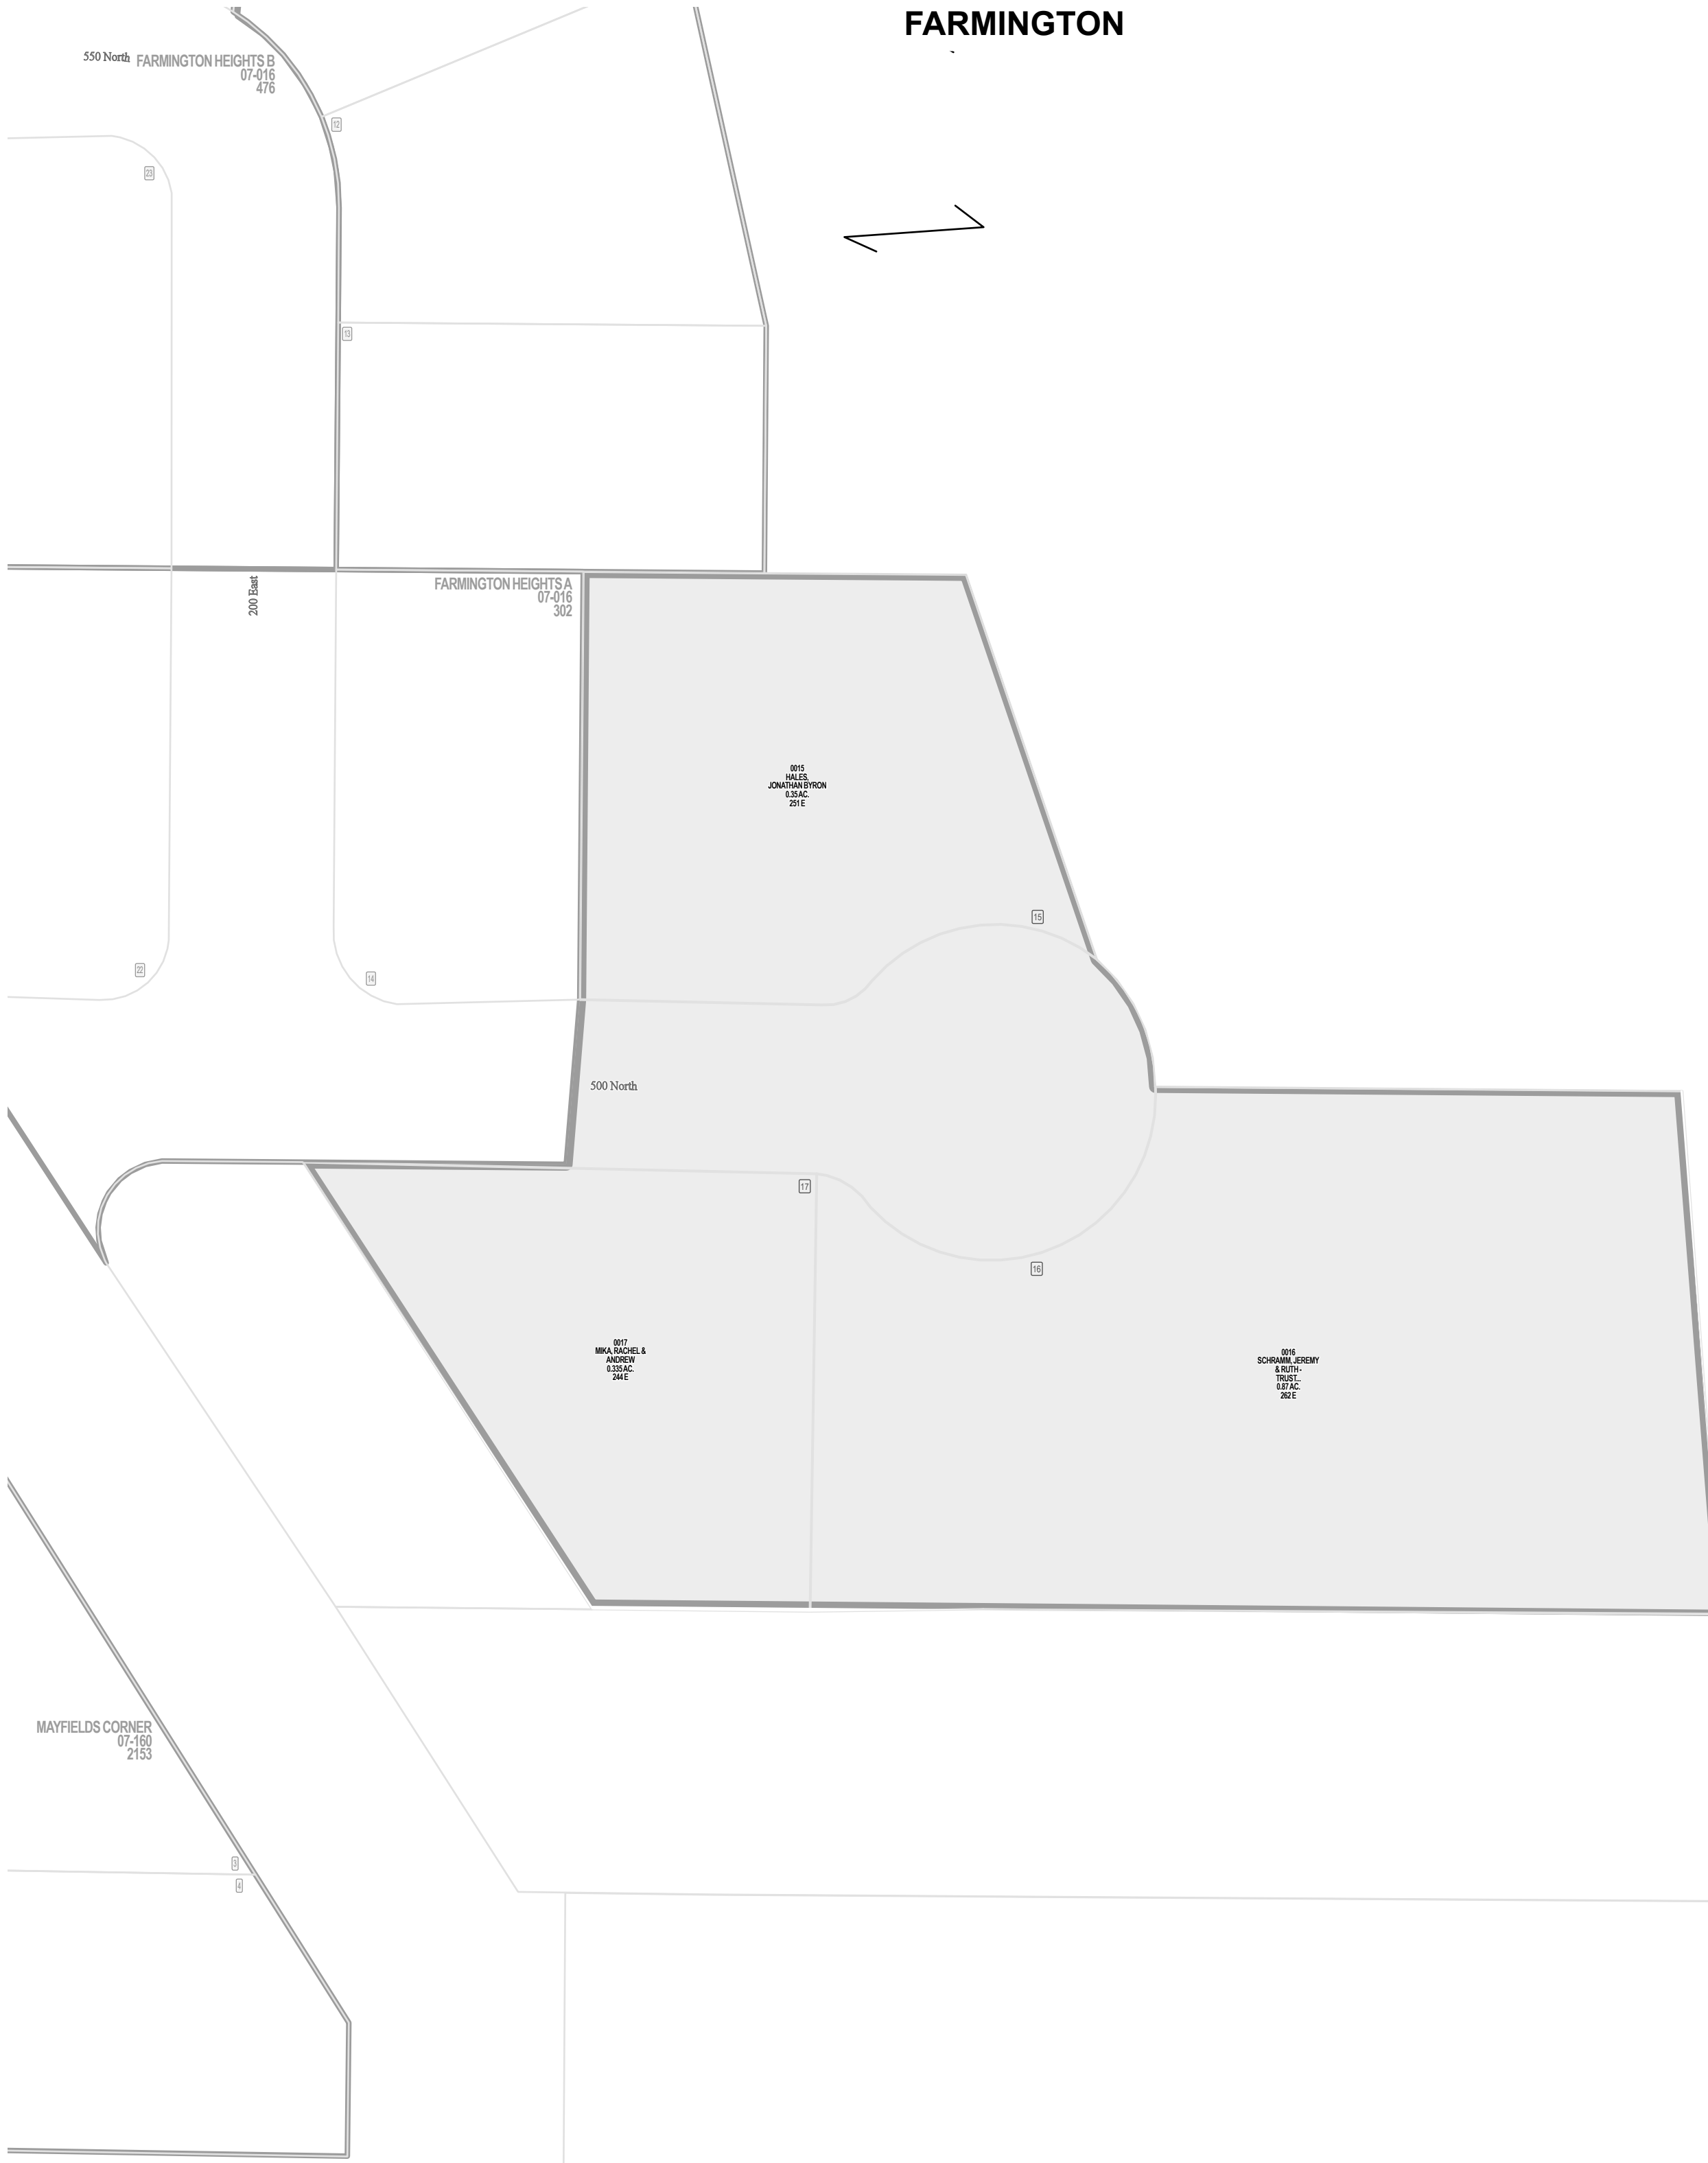 FARMINGTON
550 North
FARMINGTON HEIGHTS B
07-016
476
12
23
13
200 East
FARMINGTON HEIGHTS A
07-016
302
0015
HALES,
JONATHAN BYRON
0.35 AC.
251 E
15
22
14
500 North
17
16
0017
MIKA, RACHEL &
ANDREW
0.335 AC.
244 E
0016
SCHRAMM, JEREMY
& RUTH -
TRUST...
0.87 AC.
262 E
MAYFIELDS CORNER
07-160
2153
3
4